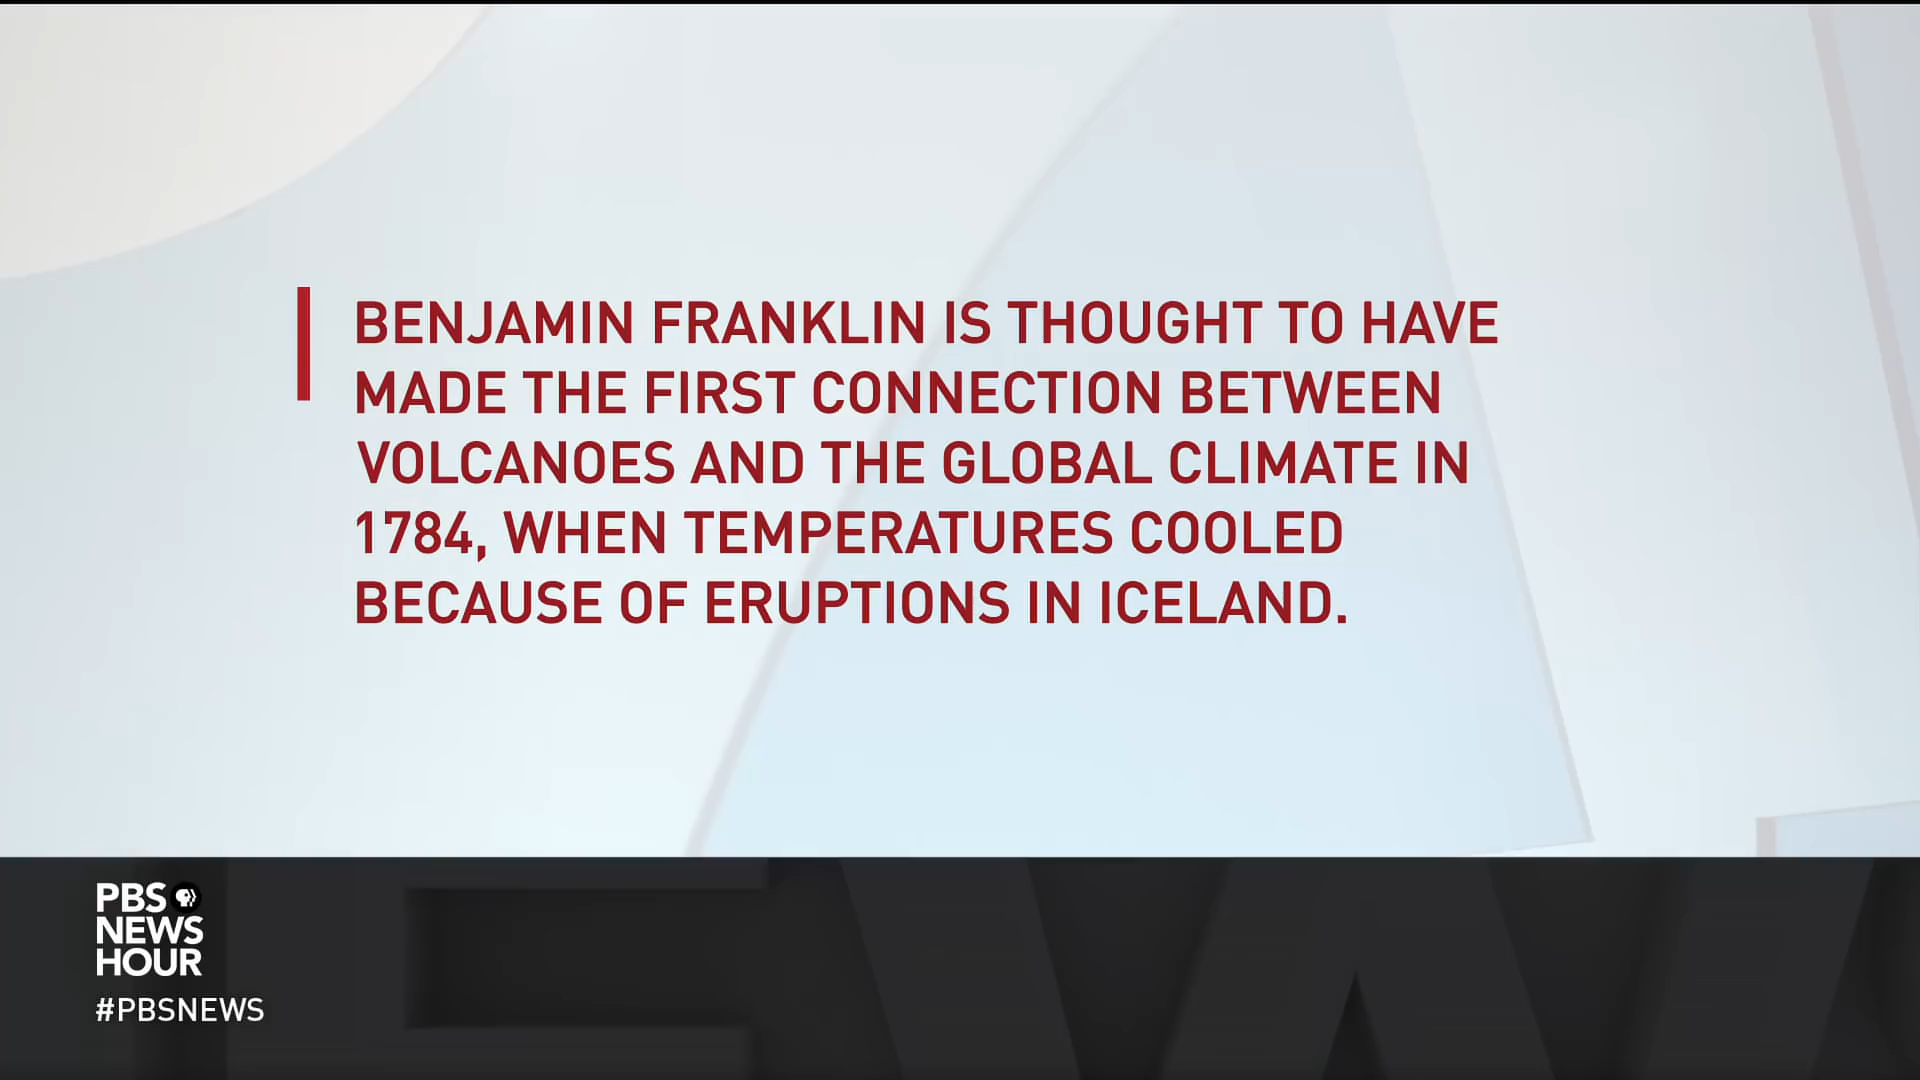 BENJAMIN FRANKLIN IS THOUGHT TO HAVE
MADE THE FIRST CONNECTION BETWEEN
VOLCANOES AND THE GLOBAL CLIMATE IN
1784, WHEN TEMPERATURES COOLED
BECAUSE OF ERUPTIONS IN ICELAND.
PBS
NEWS
HOUR
#PBSNEWS